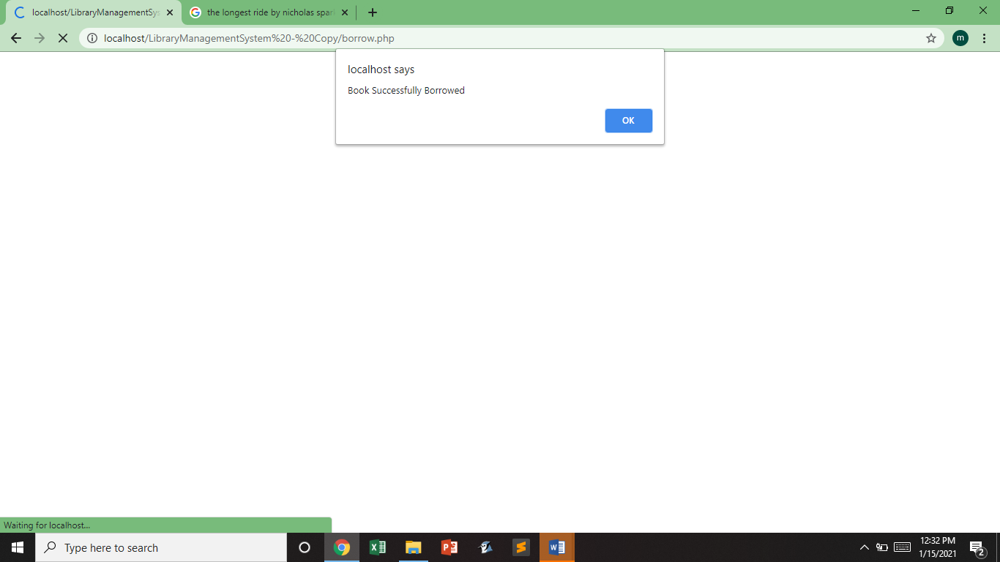 localhost/LibraryManagementSys
the longest ride by nicholas spar
localhost/LibraryManagementSystem%20-%20Copy/borrow.php
m
localhost says
Book Successfully Borrowed
OK
Waiting for localhost...
Type here to search
12:32 PM
1/15/2021
2